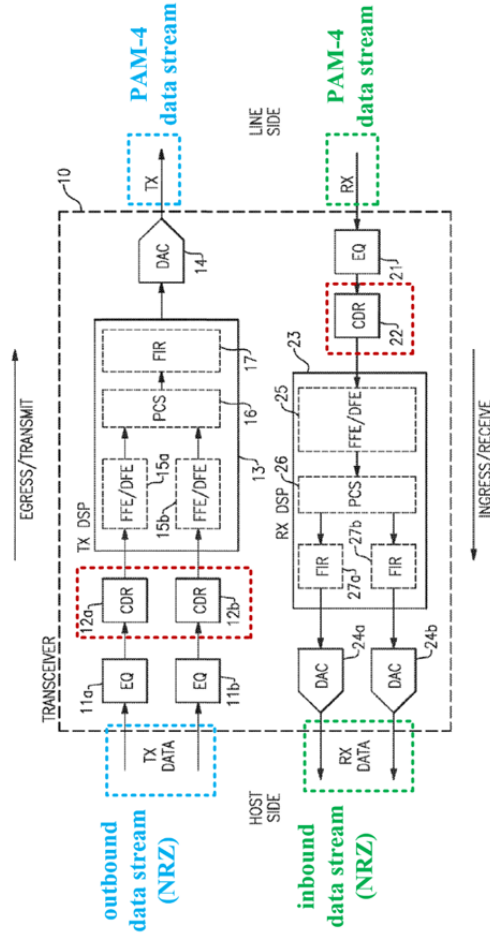 EGRESS/TRANSMIT
TRANSCEIVER
10
outbound
data stream
(NRZ)
TX
DATA
11a
EQ
11b
EQ
12a
CDR
12b
CDR
TX DSP
FFE/DFE
15a
15b
FFE/DFE
13
PCS
16
FIR
17
DAC
14
TX
PAM-4
data stream
HOST
SIDE
LINE
SIDE
inbound
data stream
(NRZ)
RX
DATA
DAC
24a
DAC
24b
RX DSP
FIR
27a
27b
FIR
26
PCS
25
FFE/DFE
23
CDR
22
EQ
21
RX
PAM-4
data stream
INGRESS/RECEIVE